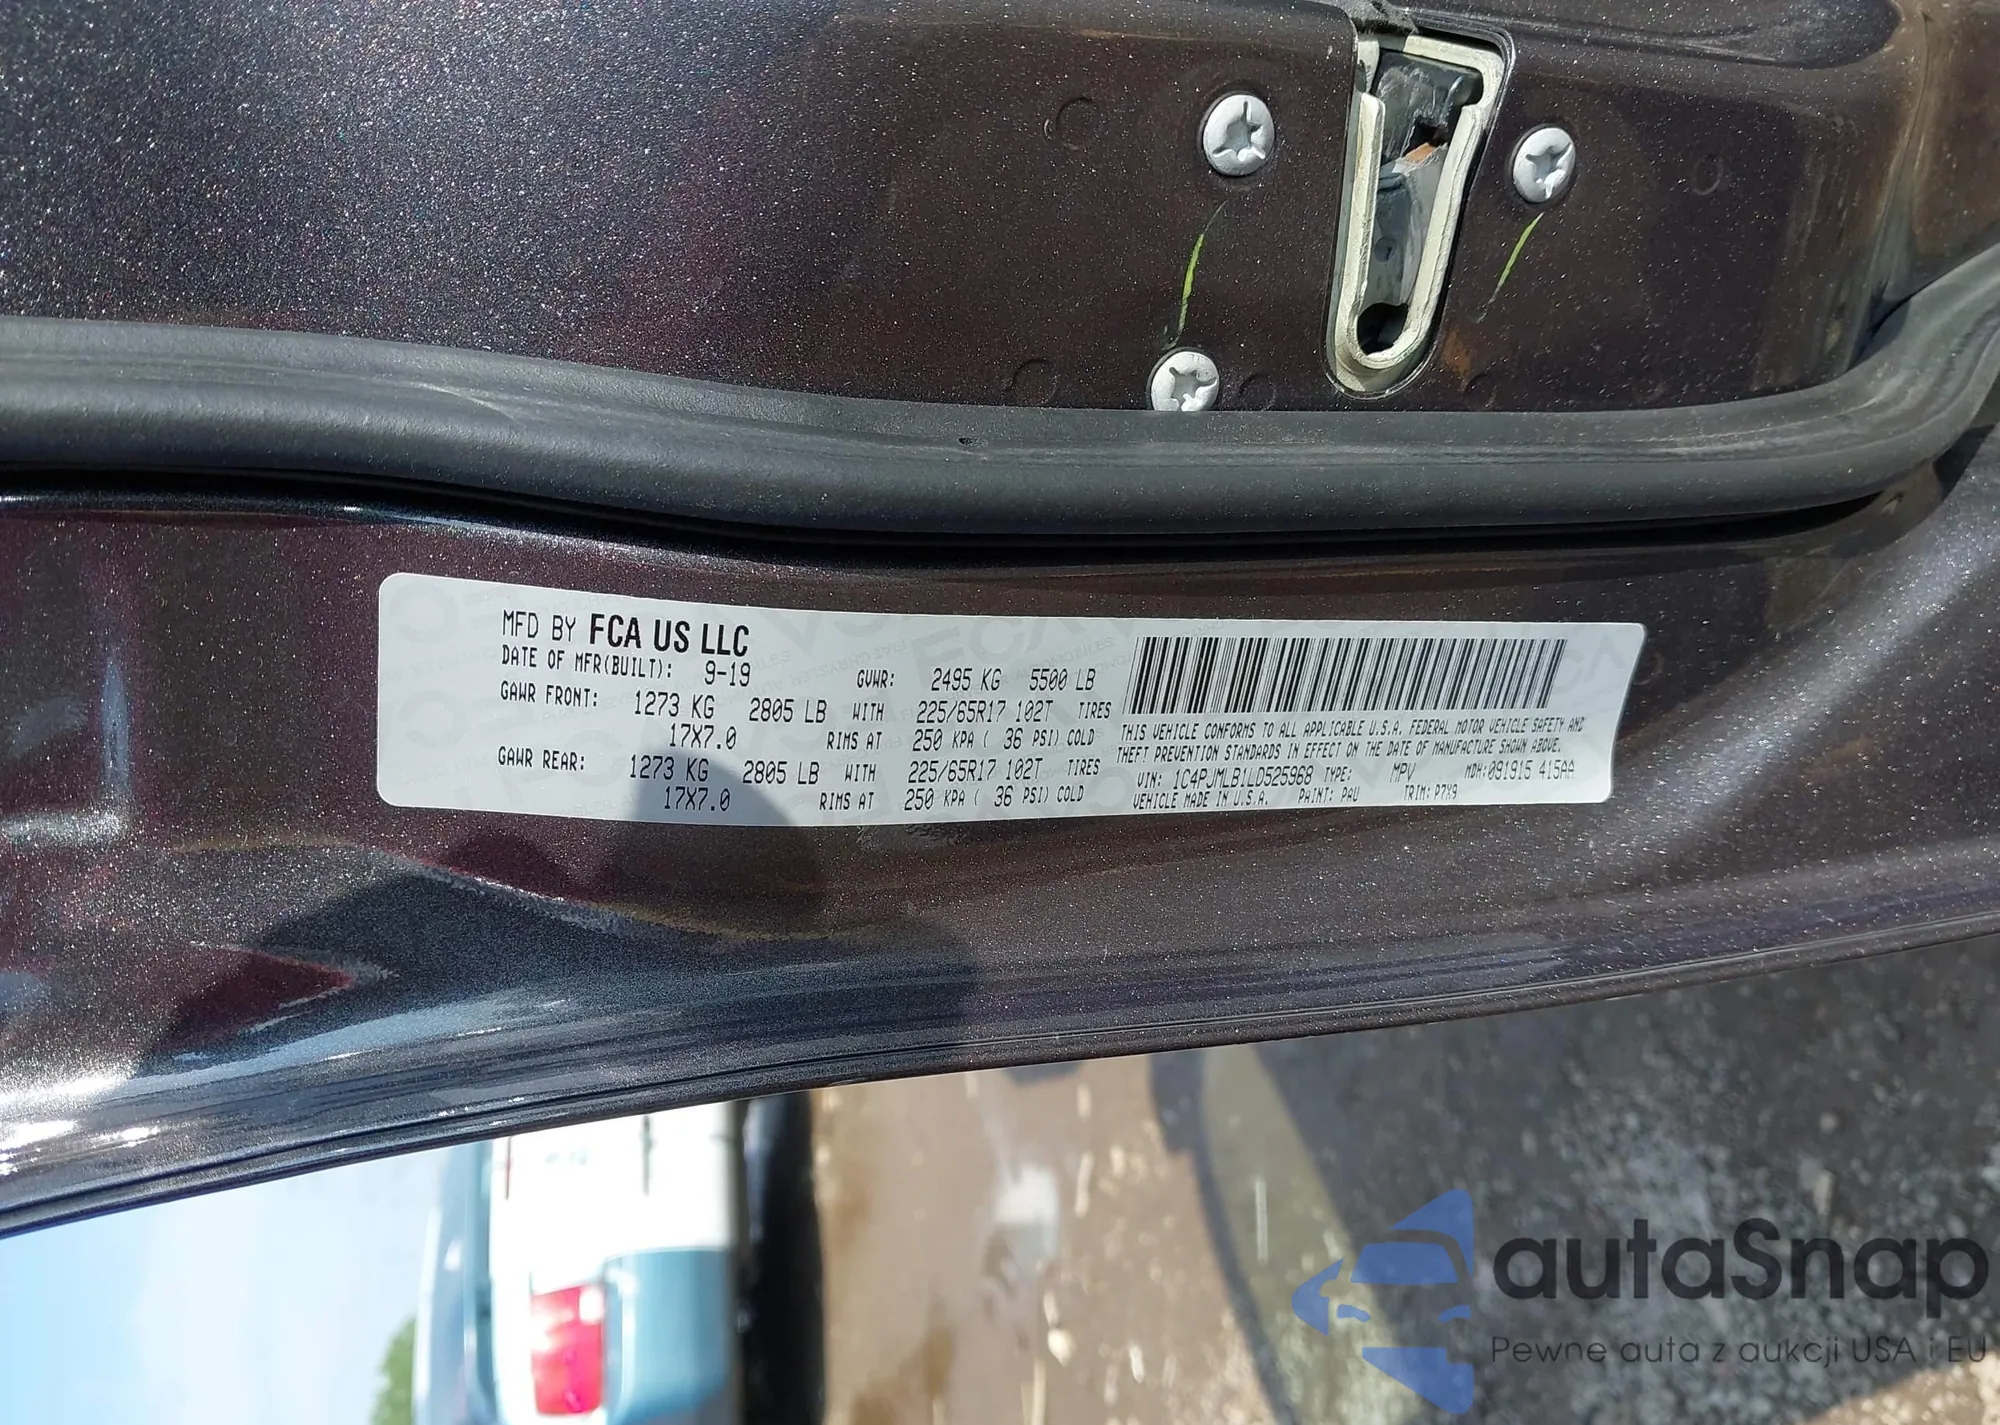 MFD BY FCA US LLC
DATE OF MFR(BUILT): 9-19 GVWR: 2495 KG 5500 LB
GAWR FRONT: 1273 KG 2805 LB WITH 225/65R17 102T TIRES
17X7.0 RIMS AT 250 KPA ( 36 PSI) COLD
GAWR REAR: 1273 KG 2805 LB WITH 225/65R17 102T TIRES
17X7.0 RIMS AT 250 KPA ( 36 PSI) COLD
THIS VEHICLE CONFORMS TO ALL APPLICABLE U.S.A. FEDERAL MOTOR VEHICLE SAFETY AND
THEFT PREVENTION STANDARDS IN EFFECT ON THE DATE OF MANUFACTURE SHOWN ABOVE.
VIN: 1C4PJMLB1LD525968 TYPE: MPV MDH:091915 415AA
VEHICLE MADE IN U.S.A. PAINT: PAU TRIM: P7X9
autaSnap
Pewne auta z aukcji USA i EU